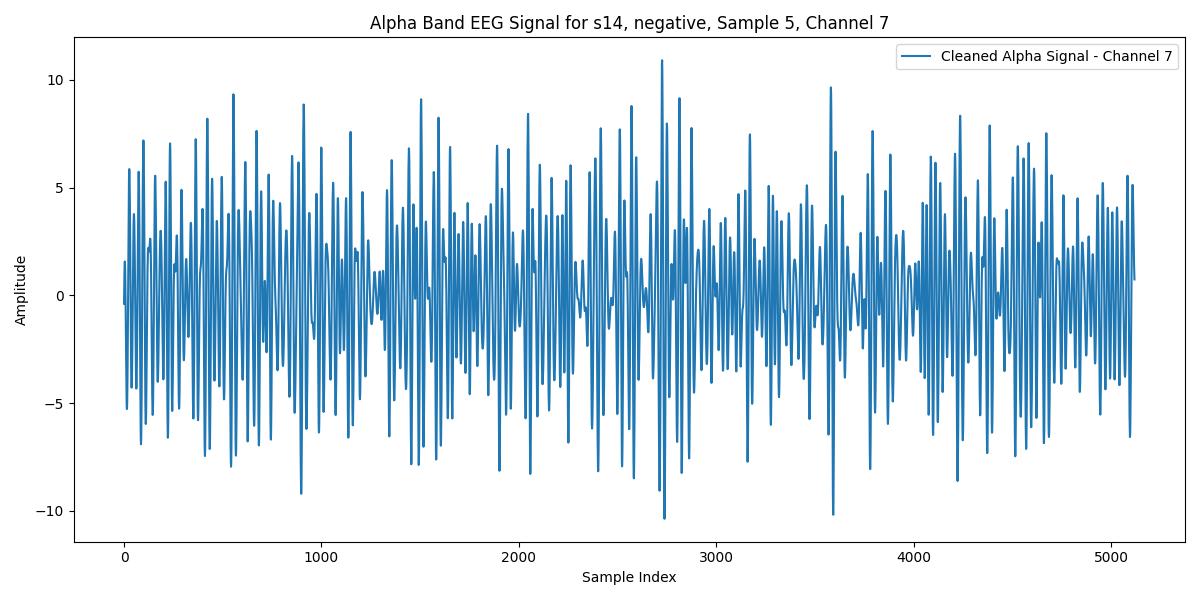 Alpha Band EEG Signal for s14, negative, Sample 5, Channel 7
Cleaned Alpha Signal - Channel 7
Amplitude
10
5
0
−5
−10
0 1000 2000 3000 4000 5000
Sample Index